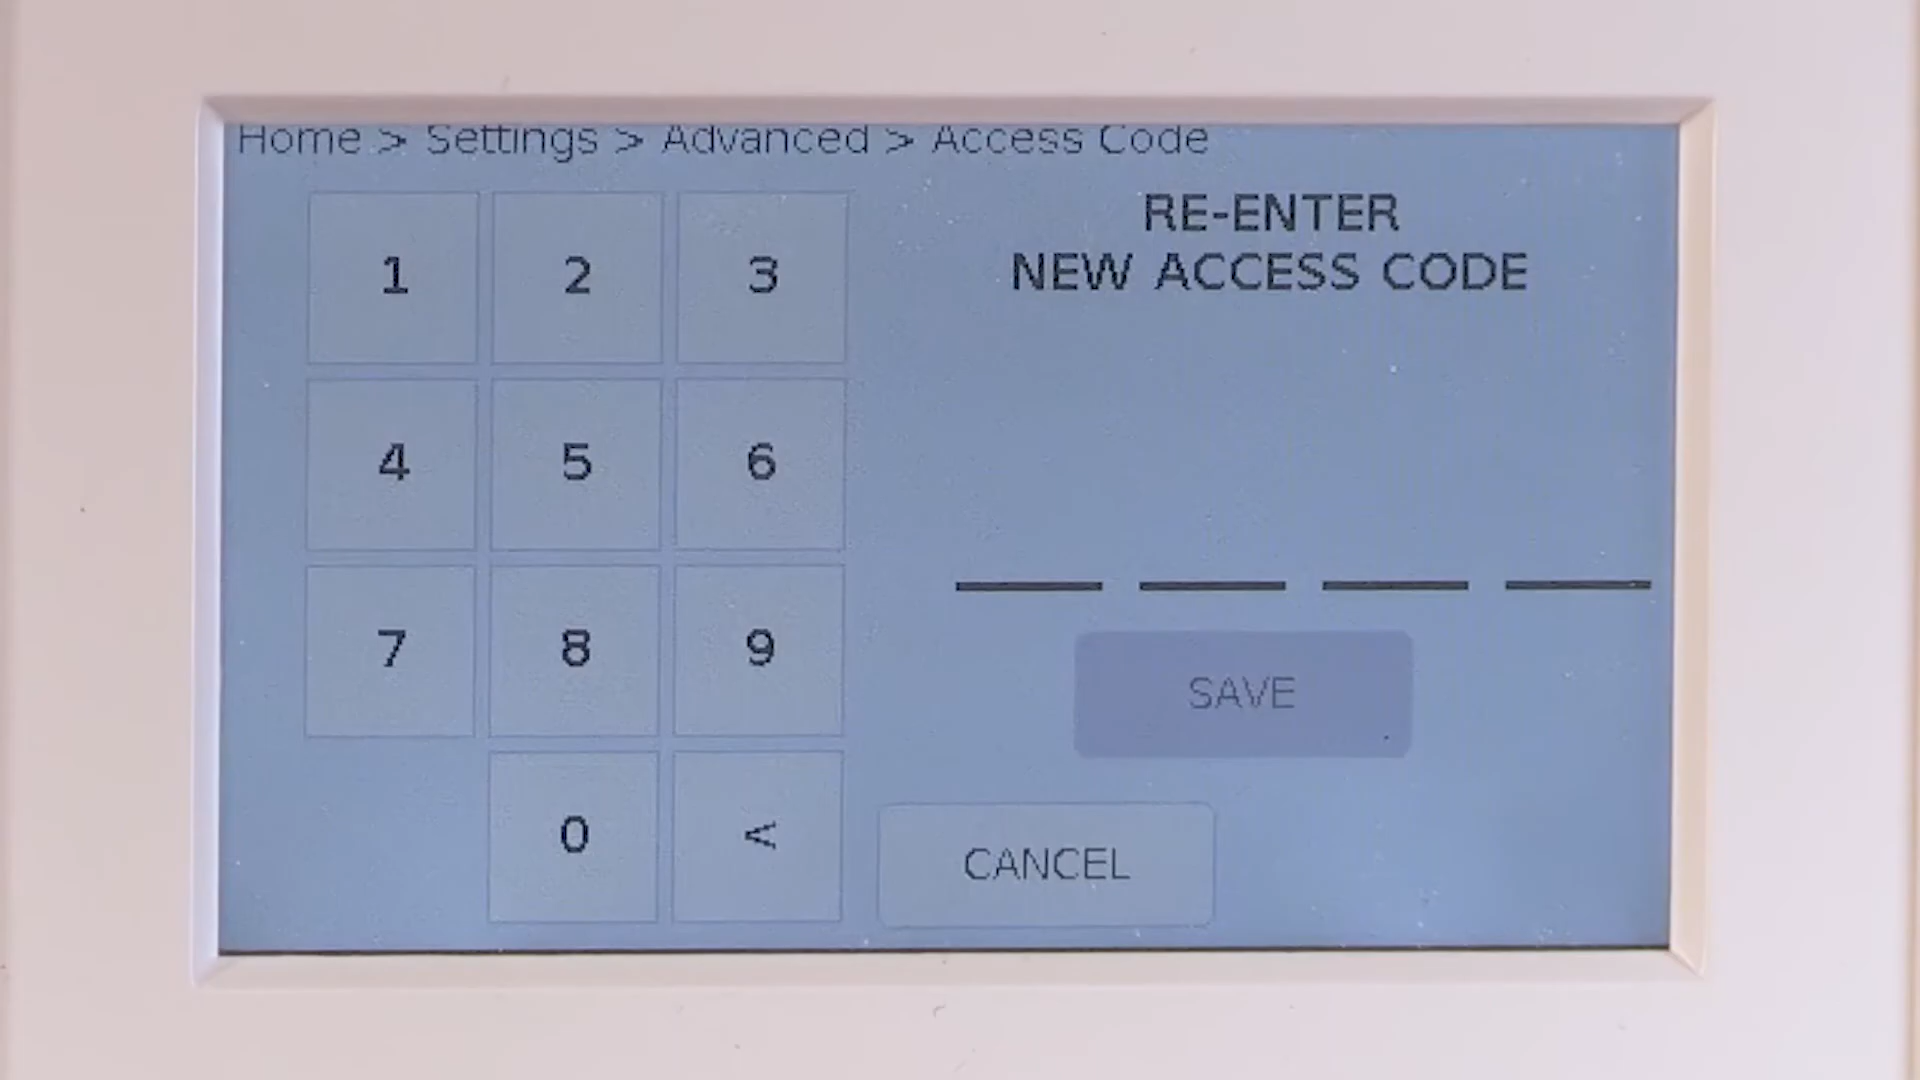 Home > Settings > Advanced > Access Code
RE-ENTER
NEW ACCESS CODE
1 2 3
4 5 6
7 8 9
0 <
SAVE
CANCEL